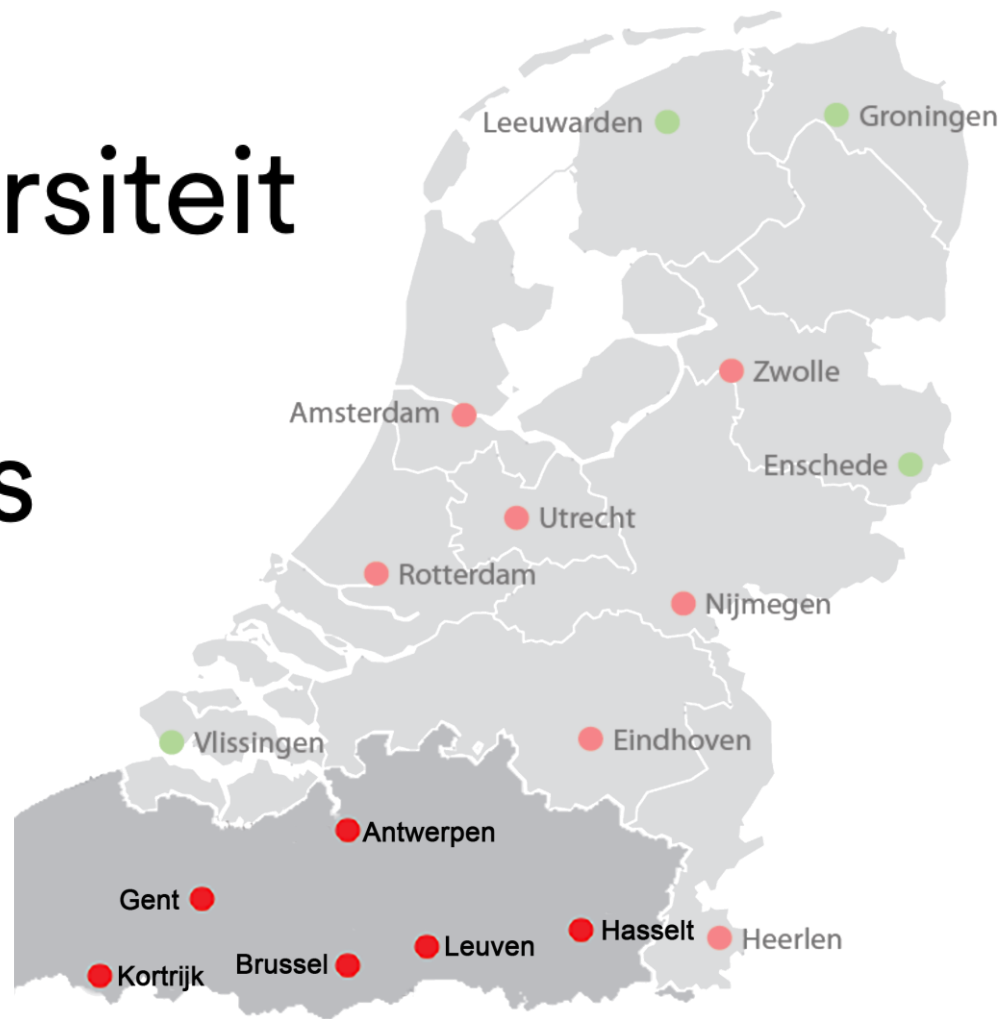 Leeuwarden
Groningen
rsiteit
Zwolle
Amsterdam
Enschede
s
Utrecht
Rotterdam
Nijmegen
Vlissingen
Eindhoven
Antwerpen
Gent
Hasselt
Heerlen
Leuven
Brussel
Kortrijk